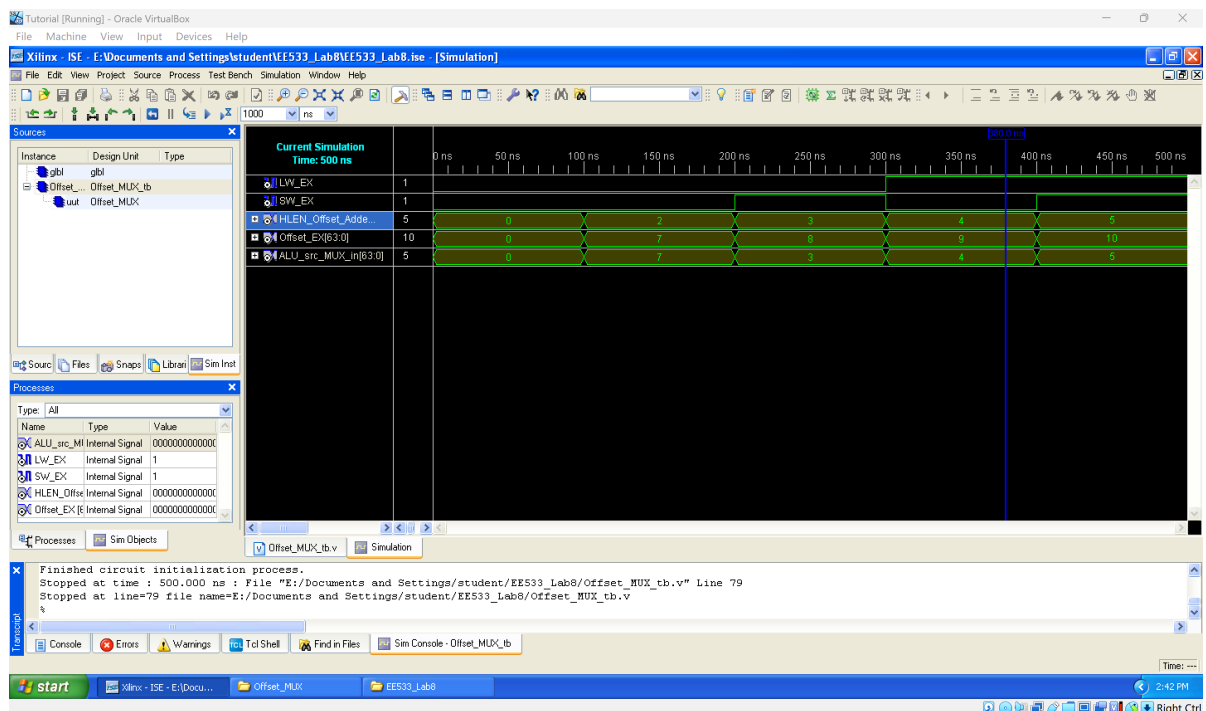 Tutorial [Running] - Oracle VirtualBox
File Machine View Input Devices Help
Xilinx - ISE - E:\Documents and Settings\student\EE533_Lab8\EE533_Lab8.ise - [Simulation]
File Edit View Project Source Process Test Bench Simulation Window Help
1000 ns
Sources
Instance Design Unit Type
glbl glbl
Offset_... Offset_MUX_tb
uut Offset_MUX
Sourc Files Snaps Librari Sim Inst
Processes
Type: All
Name Type Value
ALU_src_MU Internal Signal 0000000000000
LW_EX Internal Signal 1
SW_EX Internal Signal 1
HLEN_Offse Internal Signal 0000000000000
Offset_EX [6 Internal Signal 0000000000000
Processes Sim Objects
Current Simulation
Time: 500 ns
380.0 ns
0 ns 50 ns 100 ns 150 ns 200 ns 250 ns 300 ns 350 ns 400 ns 450 ns 500 ns
LW_EX 1
SW_EX 1
HLEN_Offset_Adde... 5 0 2 3 4 5
Offset_EX[63:0] 10 0 7 8 9 10
ALU_src_MUX_in[63:0] 5 0 7 3 4 5
Offset_MUX_tb.v Simulation
Finished circuit initialization process.
Stopped at time : 500.000 ns : File "E:/Documents and Settings/student/EE533_Lab8/Offset_MUX_tb.v" Line 79
Stopped at line=79 file name=E:/Documents and Settings/student/EE533_Lab8/Offset_MUX_tb.v
%
Transcript
Console Errors Warnings Tcl Shell Find in Files Sim Console - Offset_MUX_tb
Time: ---
start Xilinx - ISE - E:\Docu... Offset_MUX EE533_Lab8 2:42 PM
Right Ctrl